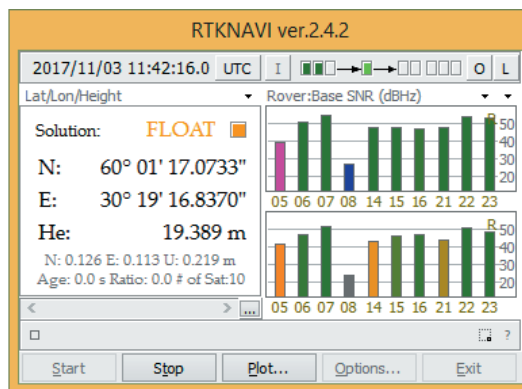 RTKNAVI ver.2.4.2
2017/11/03 11:42:16.0 UTC I O L
Lat/Lon/Height
Solution: FLOAT
N: 60° 01' 17.0733"
E: 30° 19' 16.8370"
He: 19.389 m
N: 0.126 E: 0.113 U: 0.219 m
Age: 0.0 s Ratio: 0.0 # of Sat:10
...
Rover:Base SNR (dBHz)
R
50
40
30
20
05 06 07 08 14 15 16 21 22 23
R
50
40
30
20
05 06 07 08 14 15 16 21 22 23
?
Start Stop Plot... Options... Exit